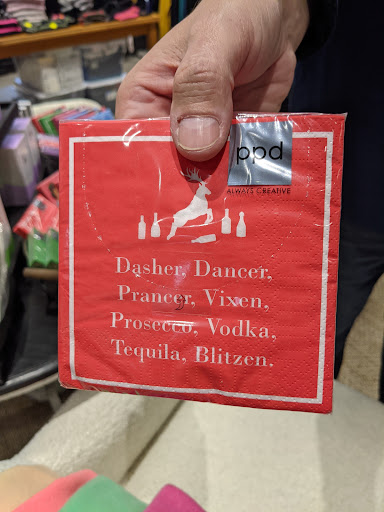 ppd
ALWAYS CREATIVE
Dasher, Dancer,
Prancer, Vixen,
Prosecco, Vodka,
Tequila, Blitzen.